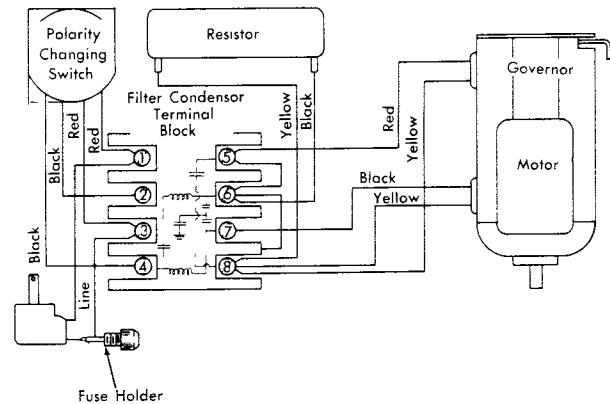 Polarity
Changing
Switch
Resistor
Governor
Filter Condensor
Terminal
Block
Red
Red
Black
Yellow
Black
Red
Yellow
Motor
Black
Yellow
1
2
3
4
5
6
7
8
Black
Line
Fuse Holder